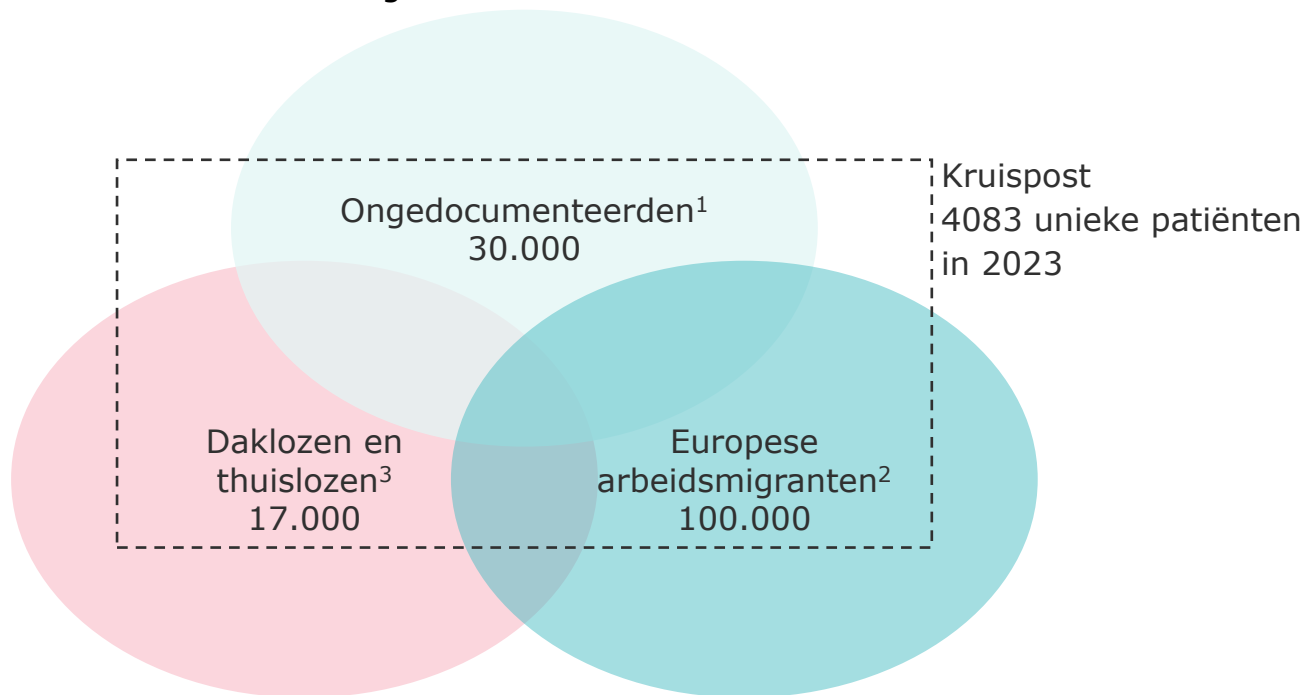 Ongedocumenteerden¹
30.000
Kruispost
4083 unieke patiënten
in 2023
Daklozen en
thuislozen³
17.000
Europese
arbeidsmigranten²
100.000